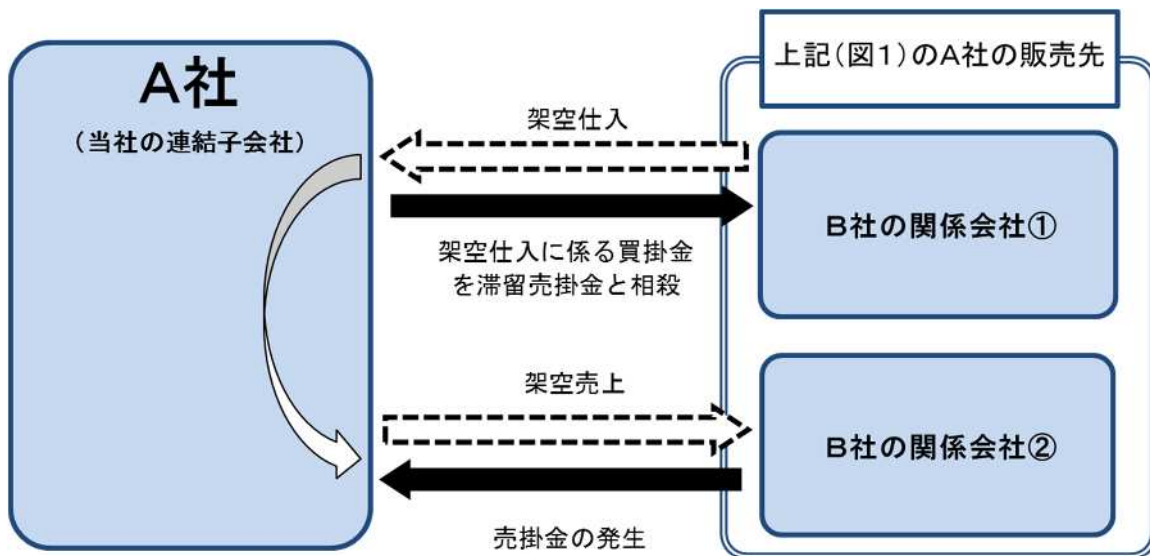 A社
(当社の連結子会社)
上記(図1)のA社の販売先
架空仕入
B社の関係会社①
架空仕入に係る買掛金
を滞留売掛金と相殺
架空売上
B社の関係会社②
売掛金の発生